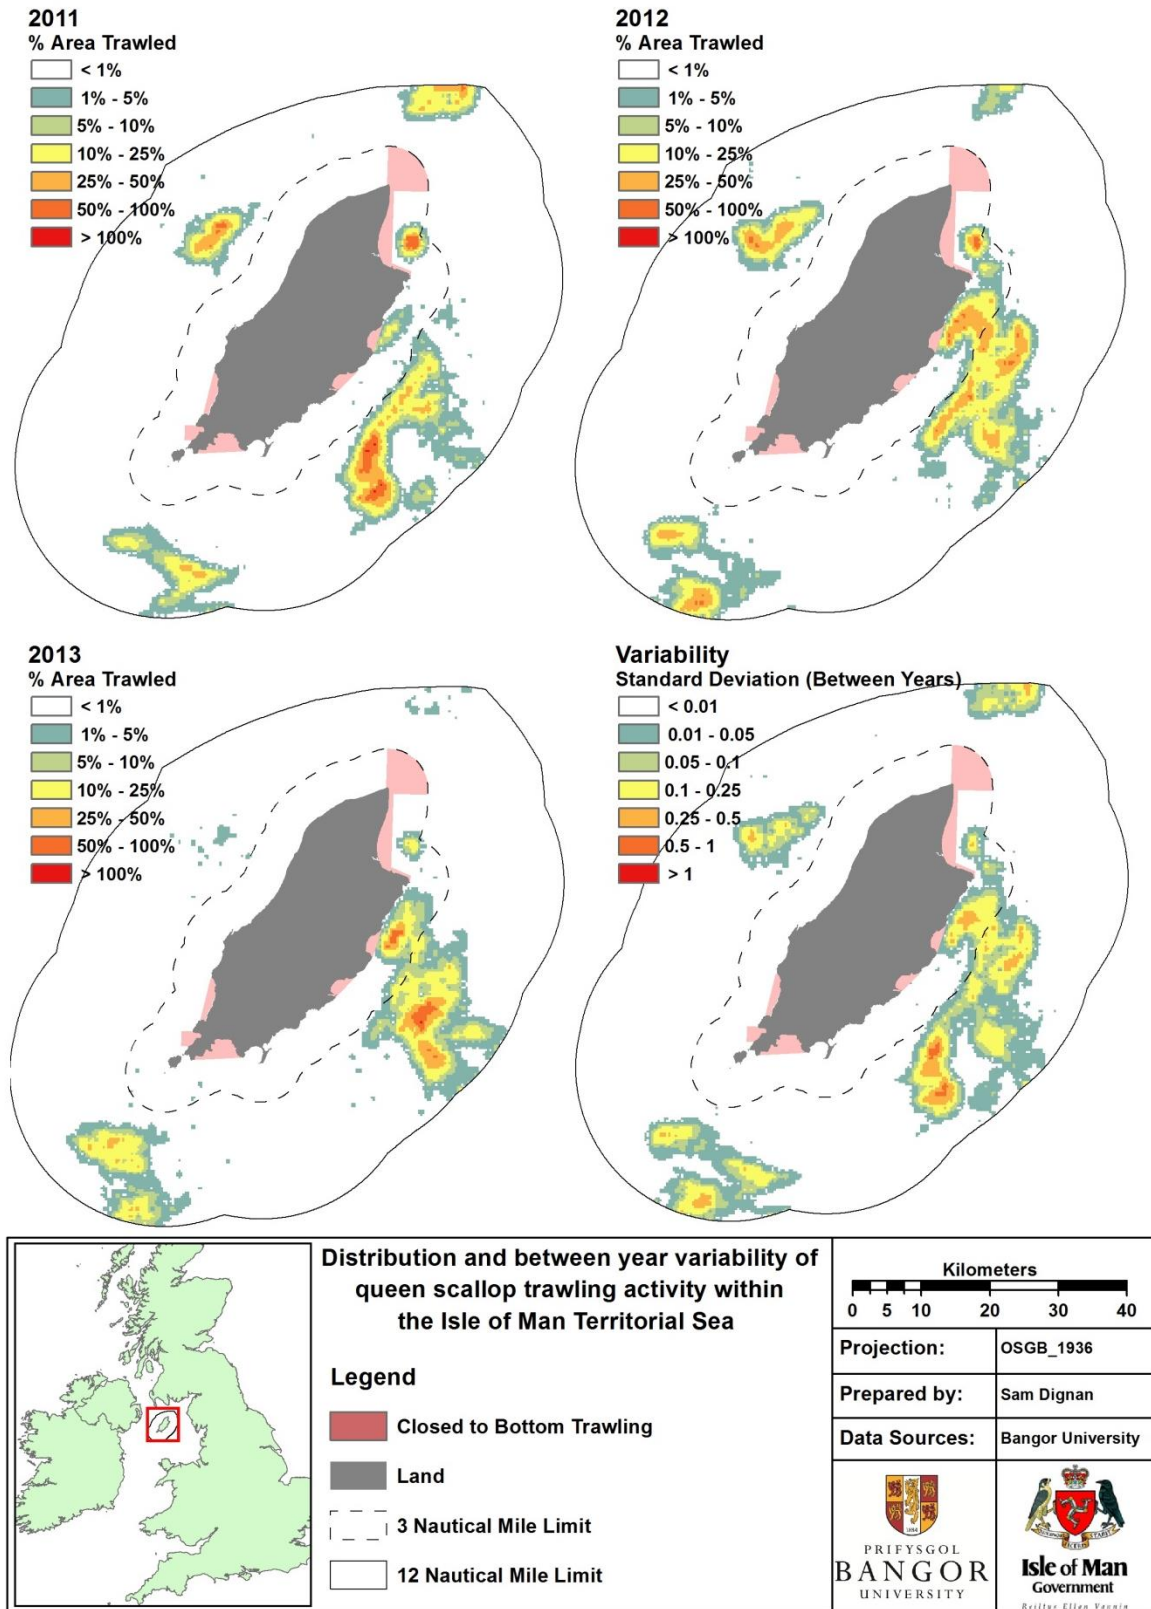 2011
% Area Trawled
< 1%
1% - 5%
5% - 10%
10% - 25%
25% - 50%
50% - 100%
> 100%
2012
% Area Trawled
< 1%
1% - 5%
5% - 10%
10% - 25%
25% - 50%
50% - 100%
> 100%
2013
% Area Trawled
< 1%
1% - 5%
5% - 10%
10% - 25%
25% - 50%
50% - 100%
> 100%
Variability
Standard Deviation (Between Years)
< 0.01
0.01 - 0.05
0.05 - 0.1
0.1 - 0.25
0.25 - 0.5
0.5 - 1
> 1
Distribution and between year variability of
queen scallop trawling activity within
the Isle of Man Territorial Sea
Legend
Closed to Bottom Trawling
Land
3 Nautical Mile Limit
12 Nautical Mile Limit
Kilometers
0 5 10 20 30 40
Projection: OSGB_1936
Prepared by: Sam Dignan
Data Sources: Bangor University
1884
PRIFYSGOL
BANGOR
UNIVERSITY
Isle of Man
Government
Reiltys Ellan Vannin